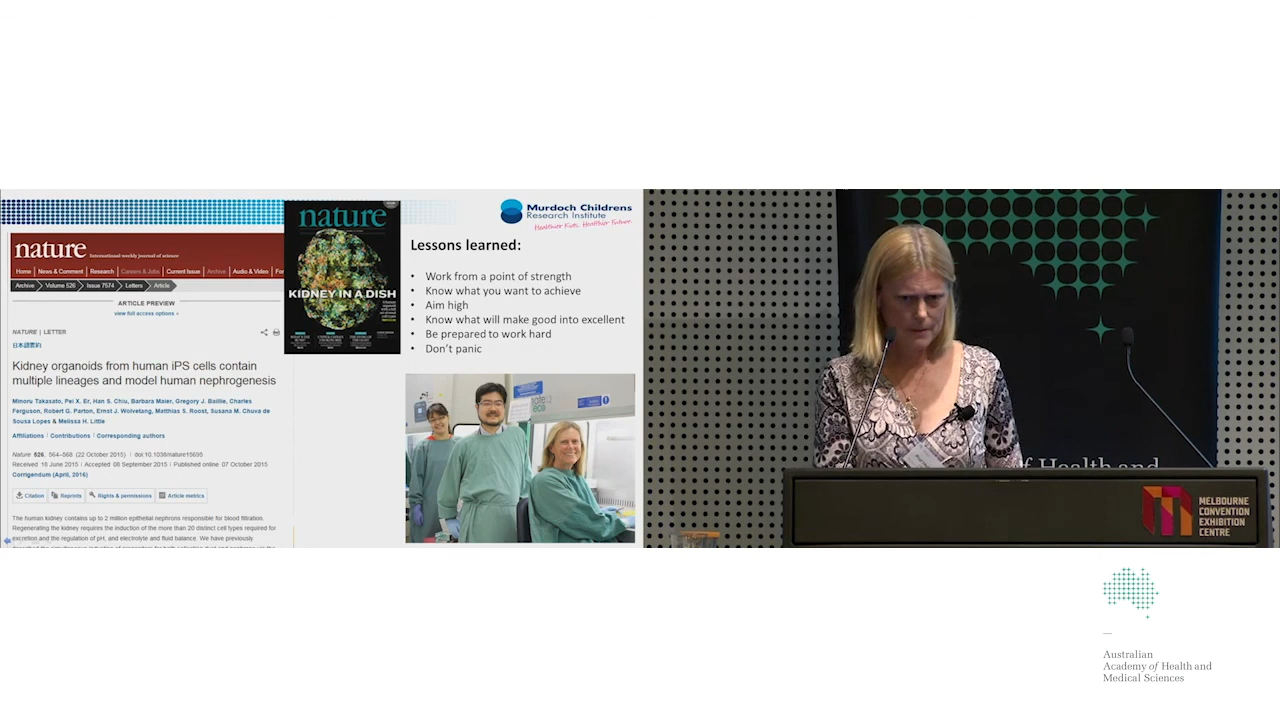 nature International weekly journal of science
Home | News & Comment | Research | Careers & Jobs | Current Issue | Archive | Audio & Video | For
Archive Volume 526 Issue 7574 Letters Article
ARTICLE PREVIEW
view full access options
NATURE | LETTER
日本語要約
Kidney organoids from human iPS cells contain
multiple lineages and model human nephrogenesis
Minoru Takasato, Pei X. Er, Han S. Chiu, Barbara Maier, Gregory J. Baillie, Charles
Ferguson, Robert G. Parton, Ernst J. Wolvetang, Matthias S. Roost, Susana M. Chuva de
Sousa Lopes & Melissa H. Little
Affiliations | Contributions | Corresponding authors
Nature 526, 564–568 (22 October 2015) | doi:10.1038/nature15695
Received 18 June 2015 | Accepted 08 September 2015 | Published online 07 October 2015
Corrigendum (April, 2016)
Citation Reprints Rights & permissions Article metrics
The human kidney contains up to 2 million epithelial nephrons responsible for blood filtration.
Regenerating the kidney requires the induction of the more than 20 distinct cell types required for
excretion and the regulation of pH, and electrolyte and fluid balance. We have previously
nature
KIDNEY IN A DISH
Murdoch Childrens
Research Institute
Healthier Kids. Healthier Future.
Lessons learned:
• Work from a point of strength
• Know what you want to achieve
• Aim high
• Know what will make good into excellent
• Be prepared to work hard
• Don't panic
of Health and
MELBOURNE
CONVENTION
EXHIBITION
CENTRE
Australian
Academy of Health and
Medical Sciences